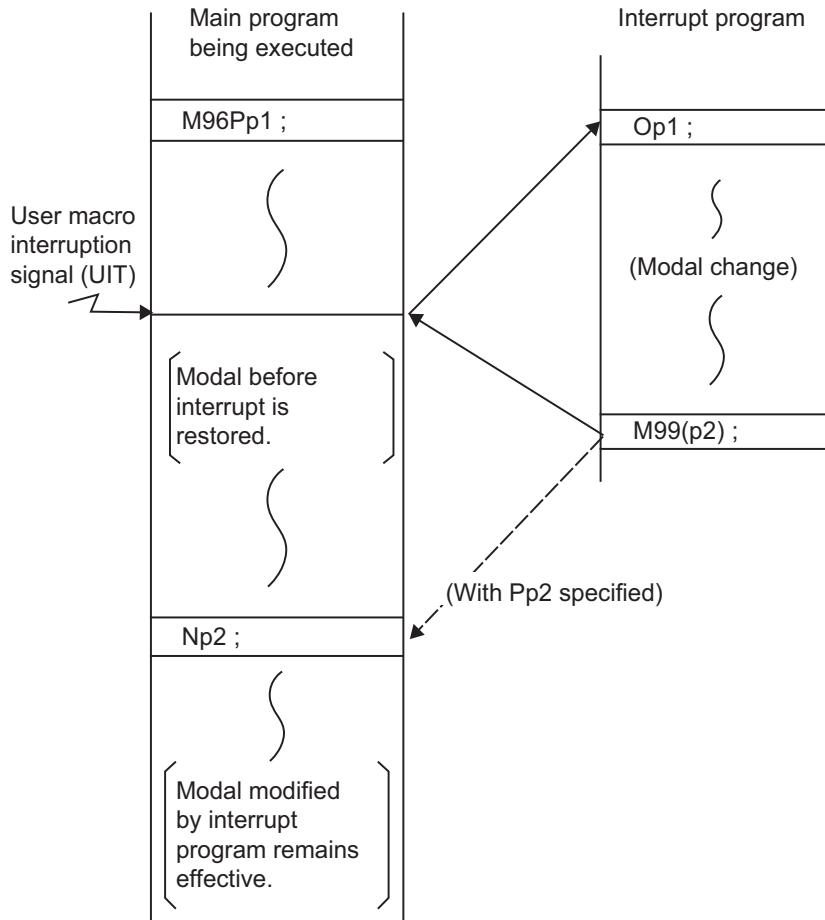 Main program
being executed
Interrupt program
M96Pp1 ;
Op1 ;
User macro
interruption
signal (UIT)
(Modal change)
Modal before
interrupt is
restored.
M99(p2) ;
(With Pp2 specified)
Np2 ;
Modal modified
by interrupt
program remains
effective.